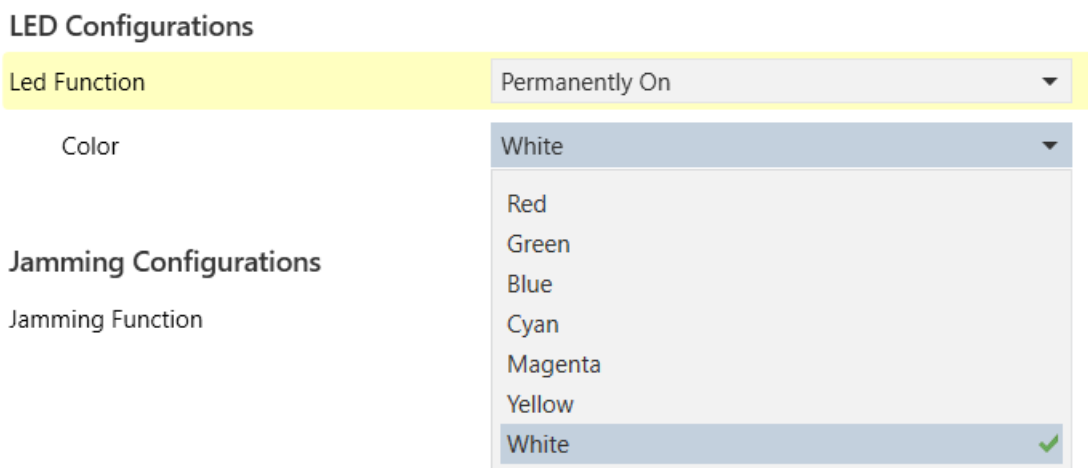 LED Configurations
Led Function Permanently On
Color White
Red
Green
Jamming Configurations
Blue
Jamming Function Cyan
Magenta
Yellow
White